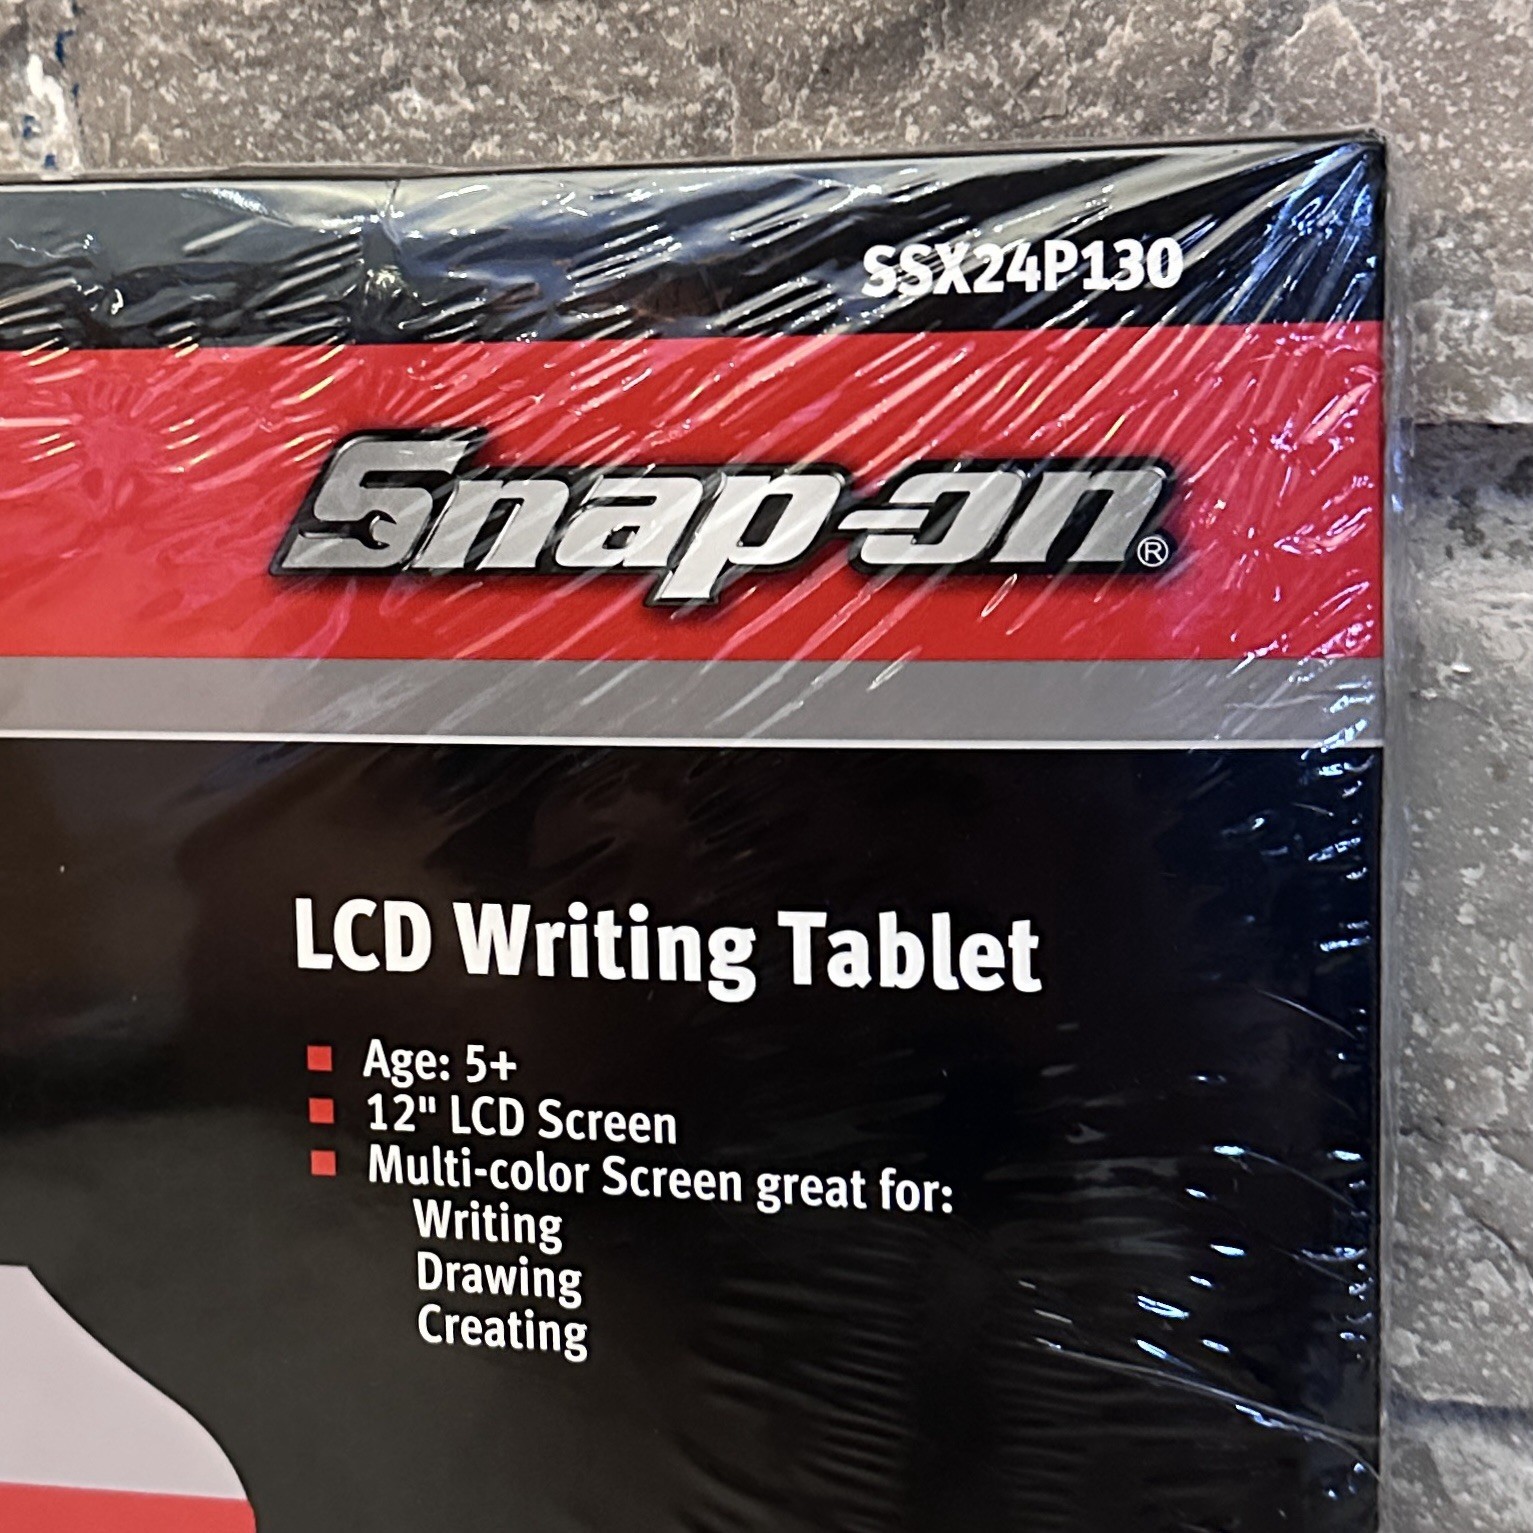 SSX24P130
Snap-on®
LCD Writing Tablet
Age: 5+
12" LCD Screen
Multi-color Screen great for:
Writing
Drawing
Creating